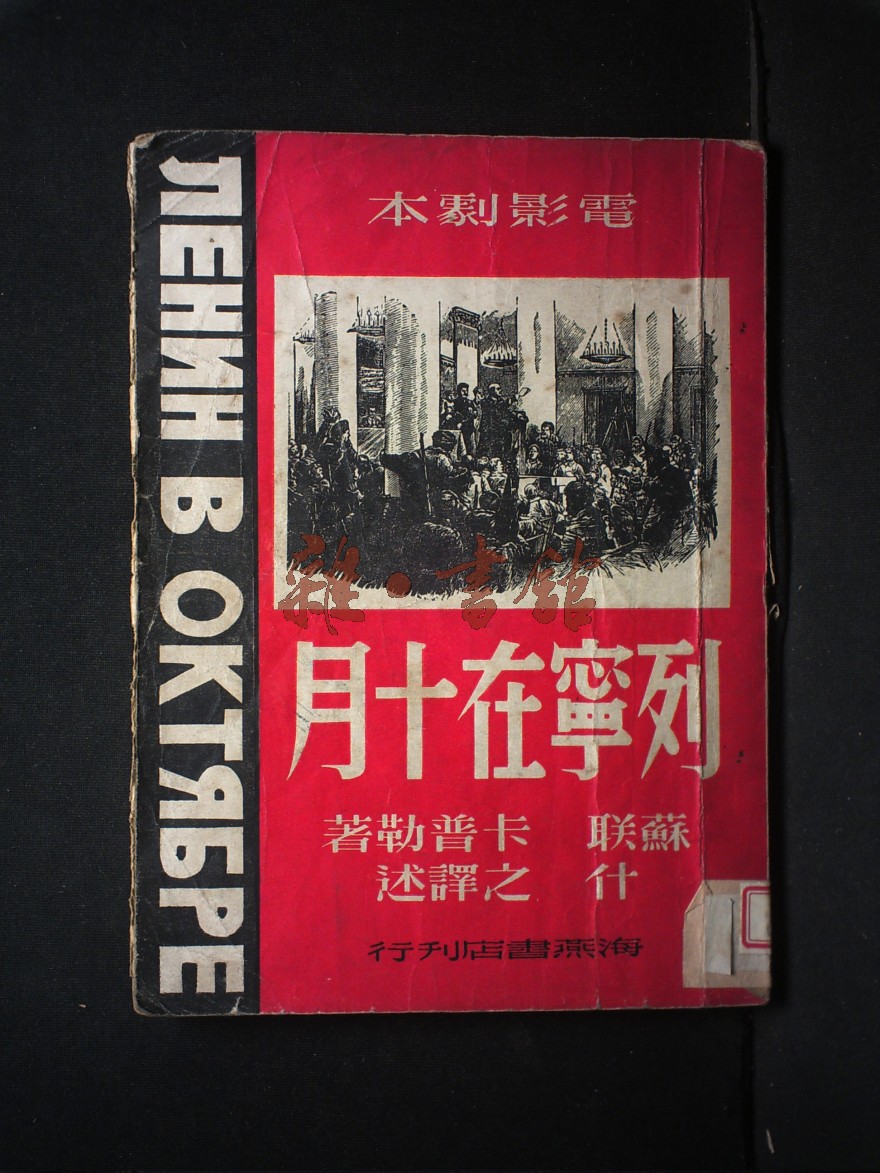 ЛЕНИН В ОКТЯБРЕ
電影劇本
雜·書館
列寧在十月
蘇联 卡普勒著
什之譯述
海燕書店刊行